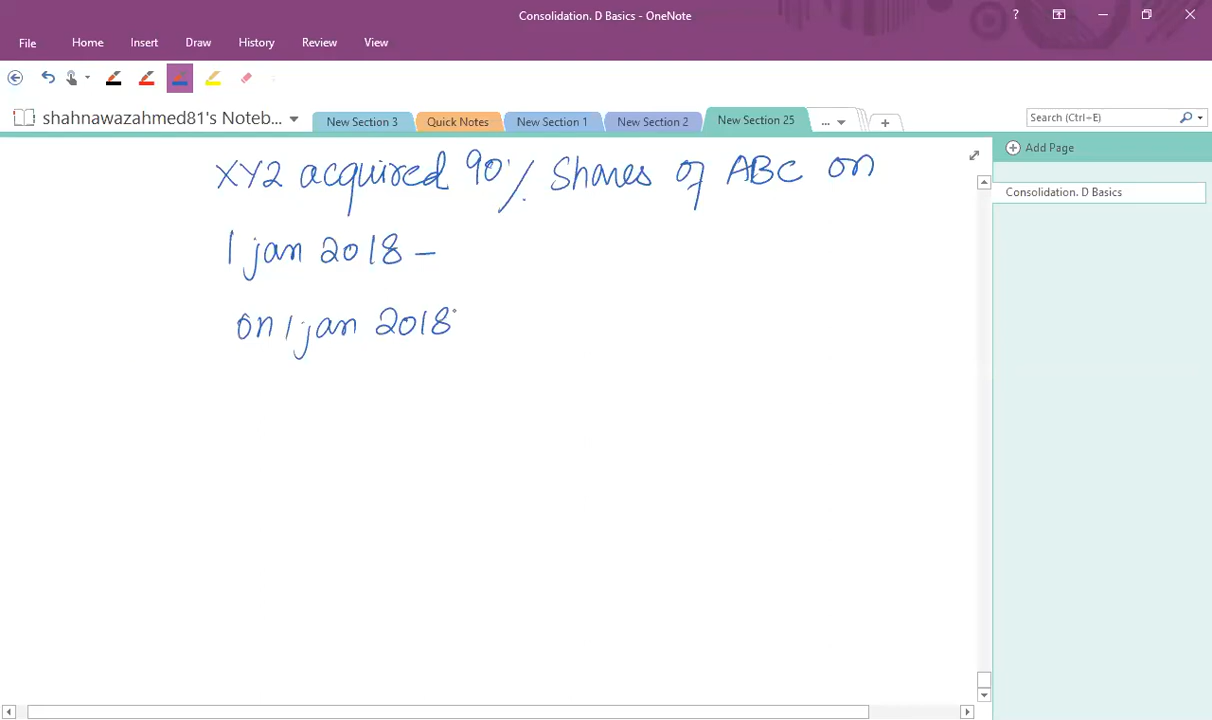 Consolidation. D Basics - OneNote
?
File Home Insert Draw History Review View
shahnawazahmed81's Noteb...
New Section 3 Quick Notes New Section 1 New Section 2 New Section 25 ... +
Search (Ctrl+E)
Add Page
Consolidation. D Basics
XYZ acquired 90% Shares of ABC on
1 jan 2018 -
on 1 jan 2018